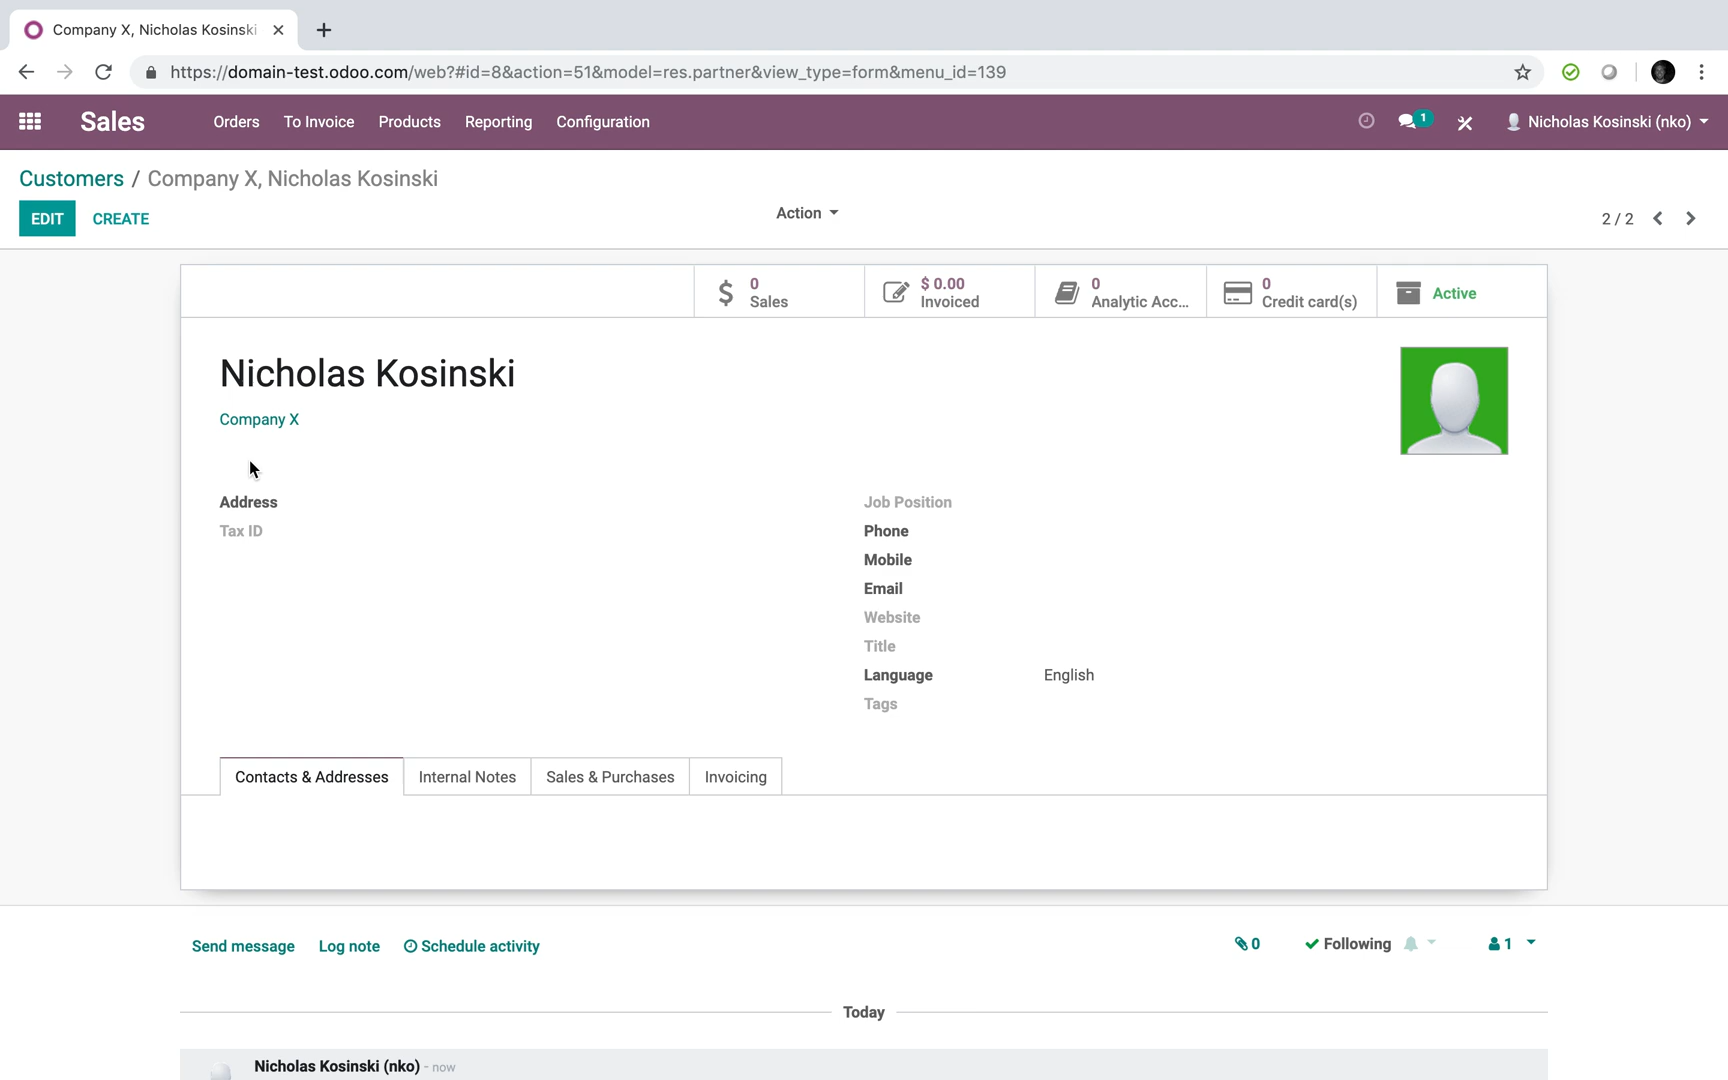 Company X, Nicholas Kosinski
https://domain-test.odoo.com/web?#id=8&action=51&model=res.partner&view_type=form&menu_id=139
Sales Orders To Invoice Products Reporting Configuration 1 Nicholas Kosinski (nko)
Customers / Company X, Nicholas Kosinski
EDIT CREATE Action 2 / 2
0 $ 0.00 0 0
Sales Invoiced Analytic Acc... Credit card(s) Active
Nicholas Kosinski
Company X
Address Job Position
Tax ID Phone
Mobile
Email
Website
Title
Language English
Tags
Contacts & Addresses Internal Notes Sales & Purchases Invoicing
Send message Log note Schedule activity 0 Following 1
Today
Nicholas Kosinski (nko) - now